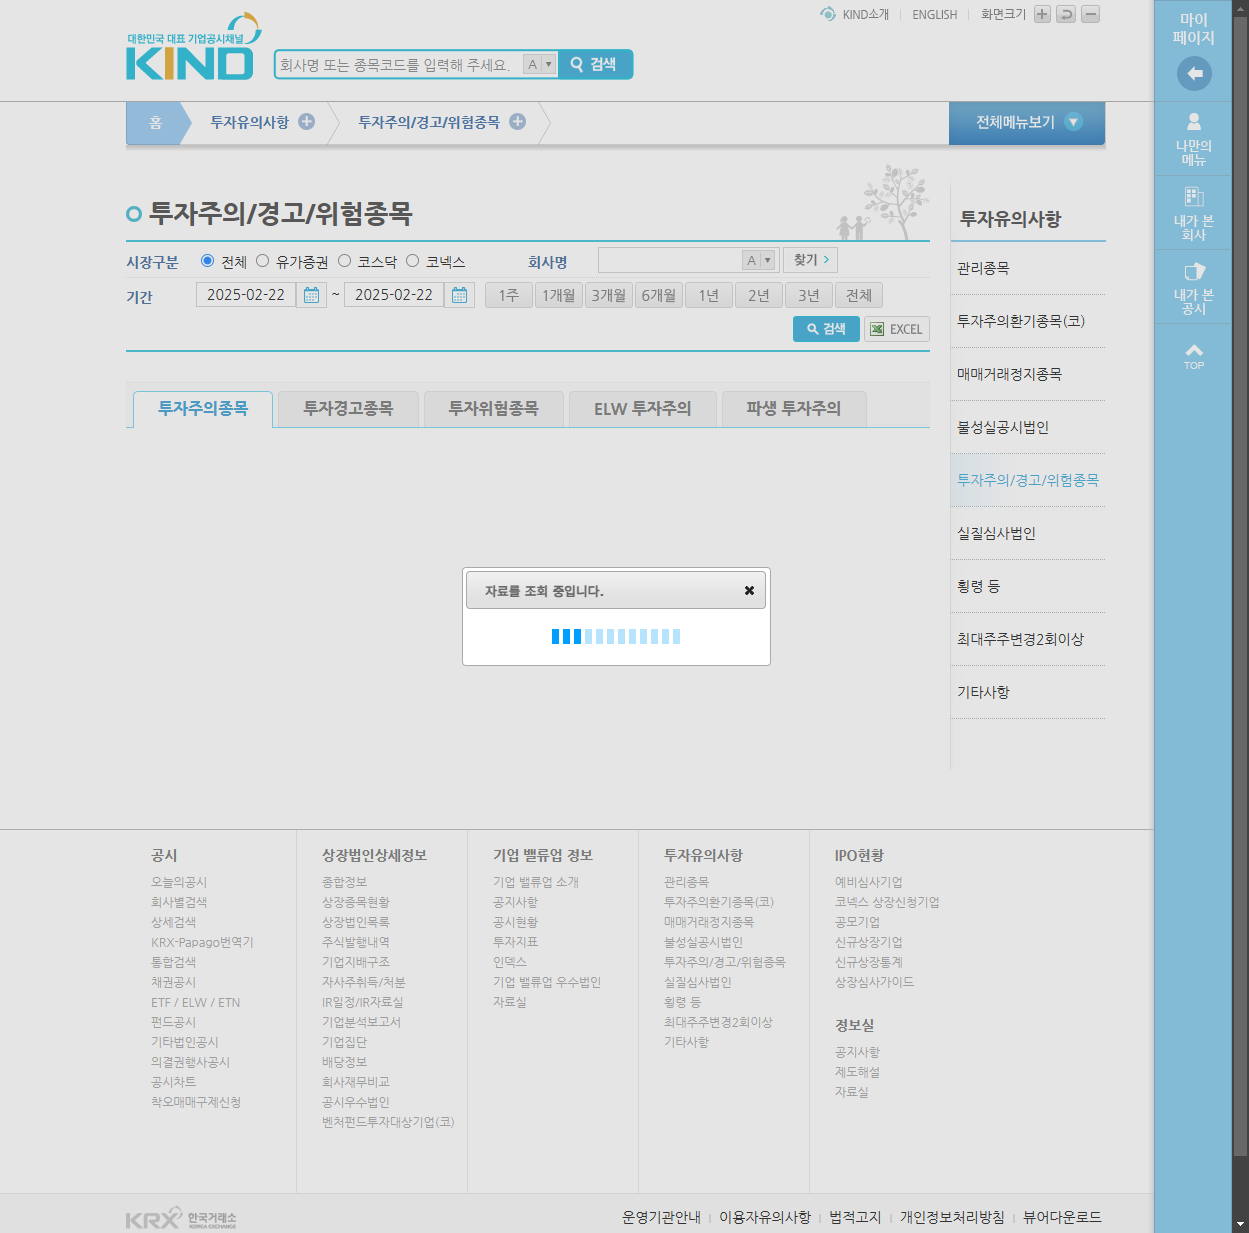 KIND소개
ENGLISH
화면크기
대한민국 대표 기업공시채널
KIND
회사명 또는 종목코드를 입력해 주세요.
A
검색
홈
투자유의사항
투자주의/경고/위험종목
전체메뉴보기
마이
페이지
나만의
메뉴
내가 본
회사
내가 본
공시
TOP
투자주의/경고/위험종목
시장구분
전체
유가증권
코스닥
코넥스
회사명
A
찾기
기간
2025-02-22
~
2025-02-22
1주
1개월
3개월
6개월
1년
2년
3년
전체
검색
EXCEL
투자주의종목
투자경고종목
투자위험종목
ELW 투자주의
파생 투자주의
자료를 조회 중입니다.
투자유의사항
관리종목
투자주의환기종목(코)
매매거래정지종목
불성실공시법인
투자주의/경고/위험종목
실질심사법인
횡령 등
최대주주변경2회이상
기타사항
공시
오늘의공시
회사별검색
상세검색
KRX-Papago번역기
통합검색
채권공시
ETF / ELW / ETN
펀드공시
기타법인공시
의결권행사공시
공시차트
착오매매구제신청
상장법인상세정보
종합정보
상장종목현황
상장법인목록
주식발행내역
기업지배구조
자사주취득/처분
IR일정/IR자료실
기업분석보고서
기업집단
배당정보
회사재무비교
공시우수법인
벤처펀드투자대상기업(코)
기업 밸류업 정보
기업 밸류업 소개
공지사항
공시현황
투자지표
인덱스
기업 밸류업 우수법인
자료실
투자유의사항
관리종목
투자주의환기종목(코)
매매거래정지종목
불성실공시법인
투자주의/경고/위험종목
실질심사법인
횡령 등
최대주주변경2회이상
기타사항
IPO현황
예비심사기업
코넥스 상장신청기업
공모기업
신규상장기업
신규상장통계
상장심사가이드
정보실
공지사항
제도해설
자료실
KRX 한국거래소
KOREA EXCHANGE
운영기관안내
이용자유의사항
법적고지
개인정보처리방침
뷰어다운로드